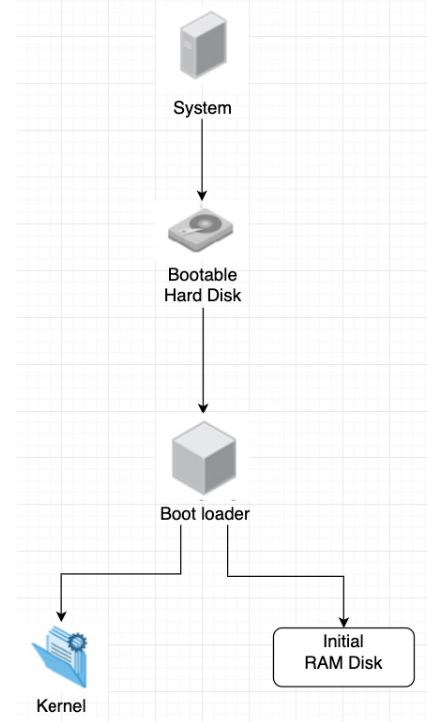 System
Bootable
Hard Disk
Boot loader
Kernel
Initial
RAM Disk